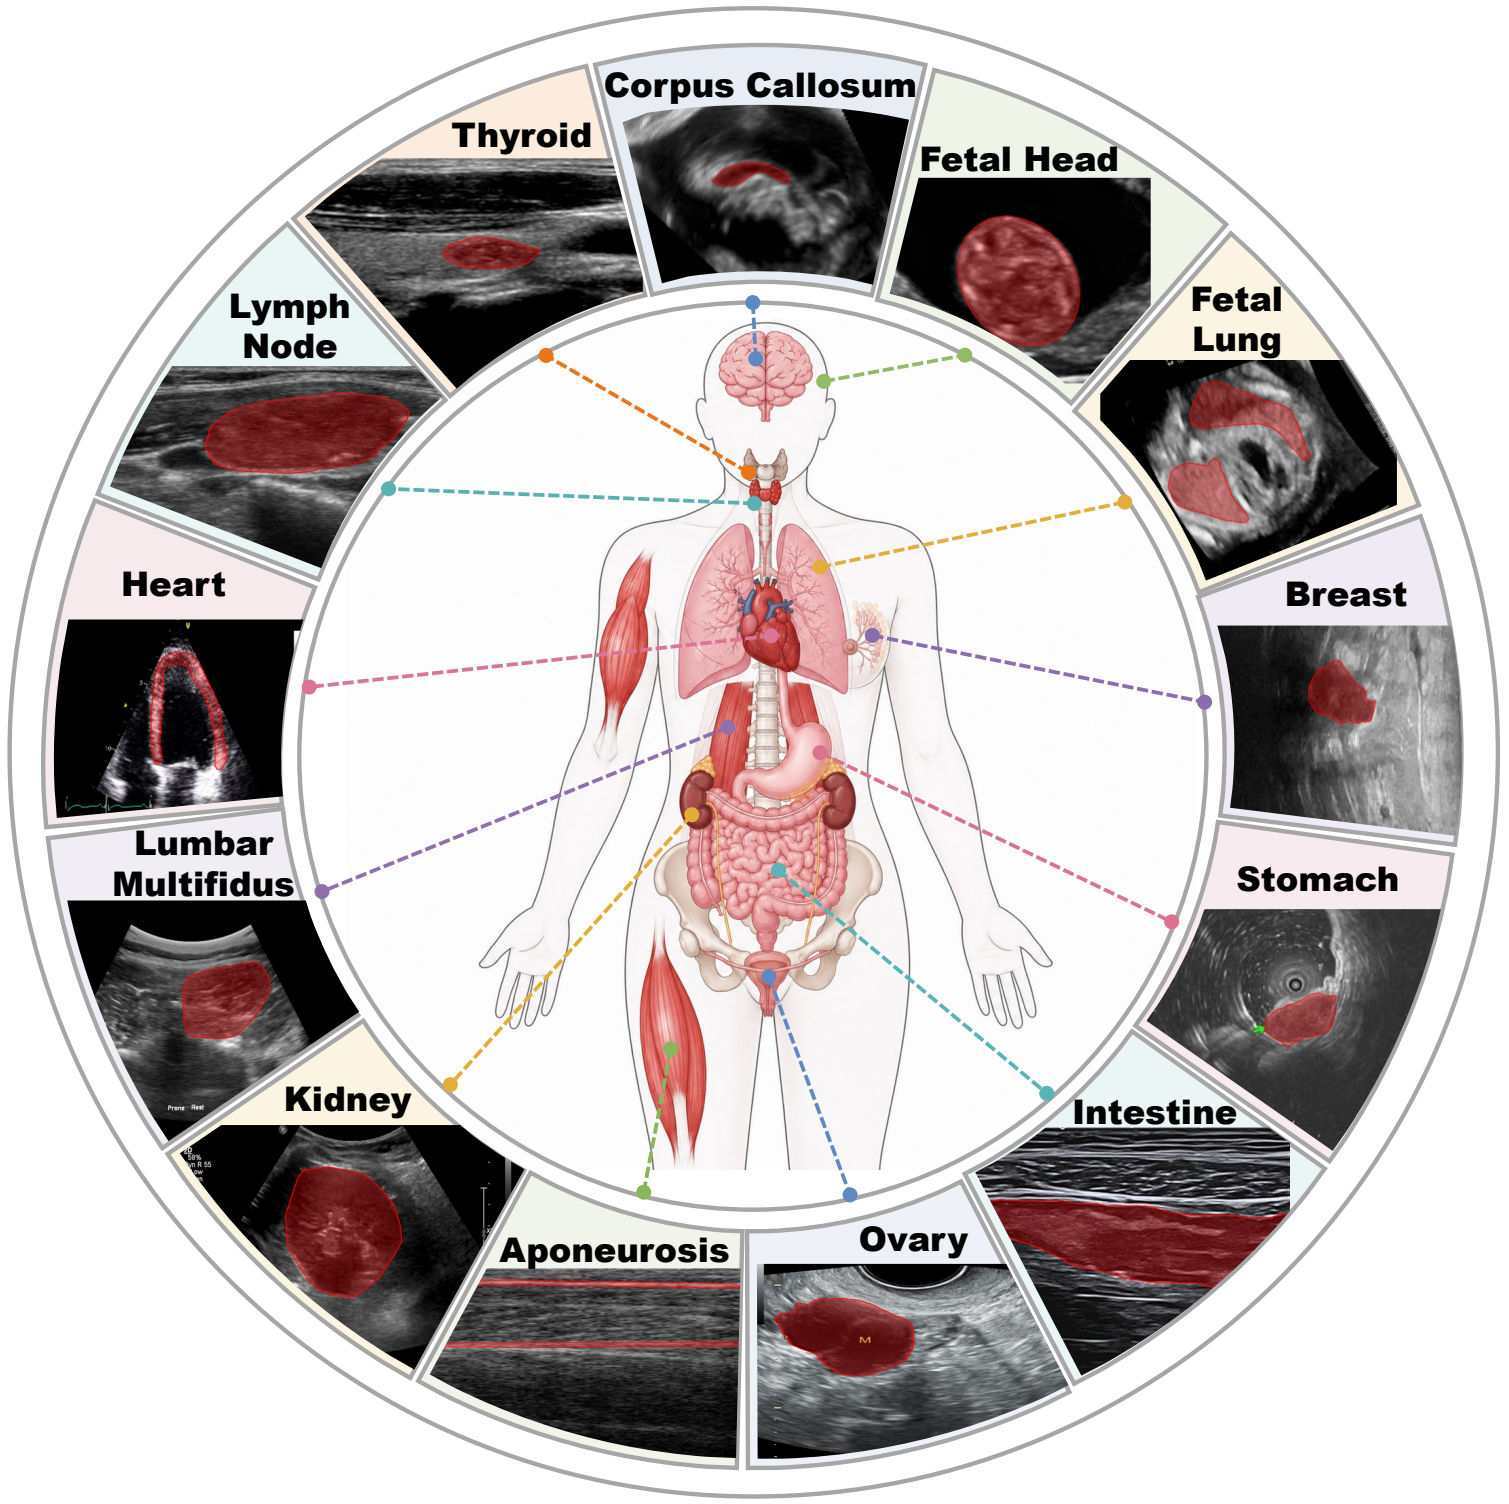 Corpus Callosum
Thyroid
Fetal Head
Fetal
Lung
Lymph
Node
Heart
Breast
Lumbar
Multifidus
Stomach
Prone Rest
Kidney
Intestine
58%
Aponeurosis
Ovary
M